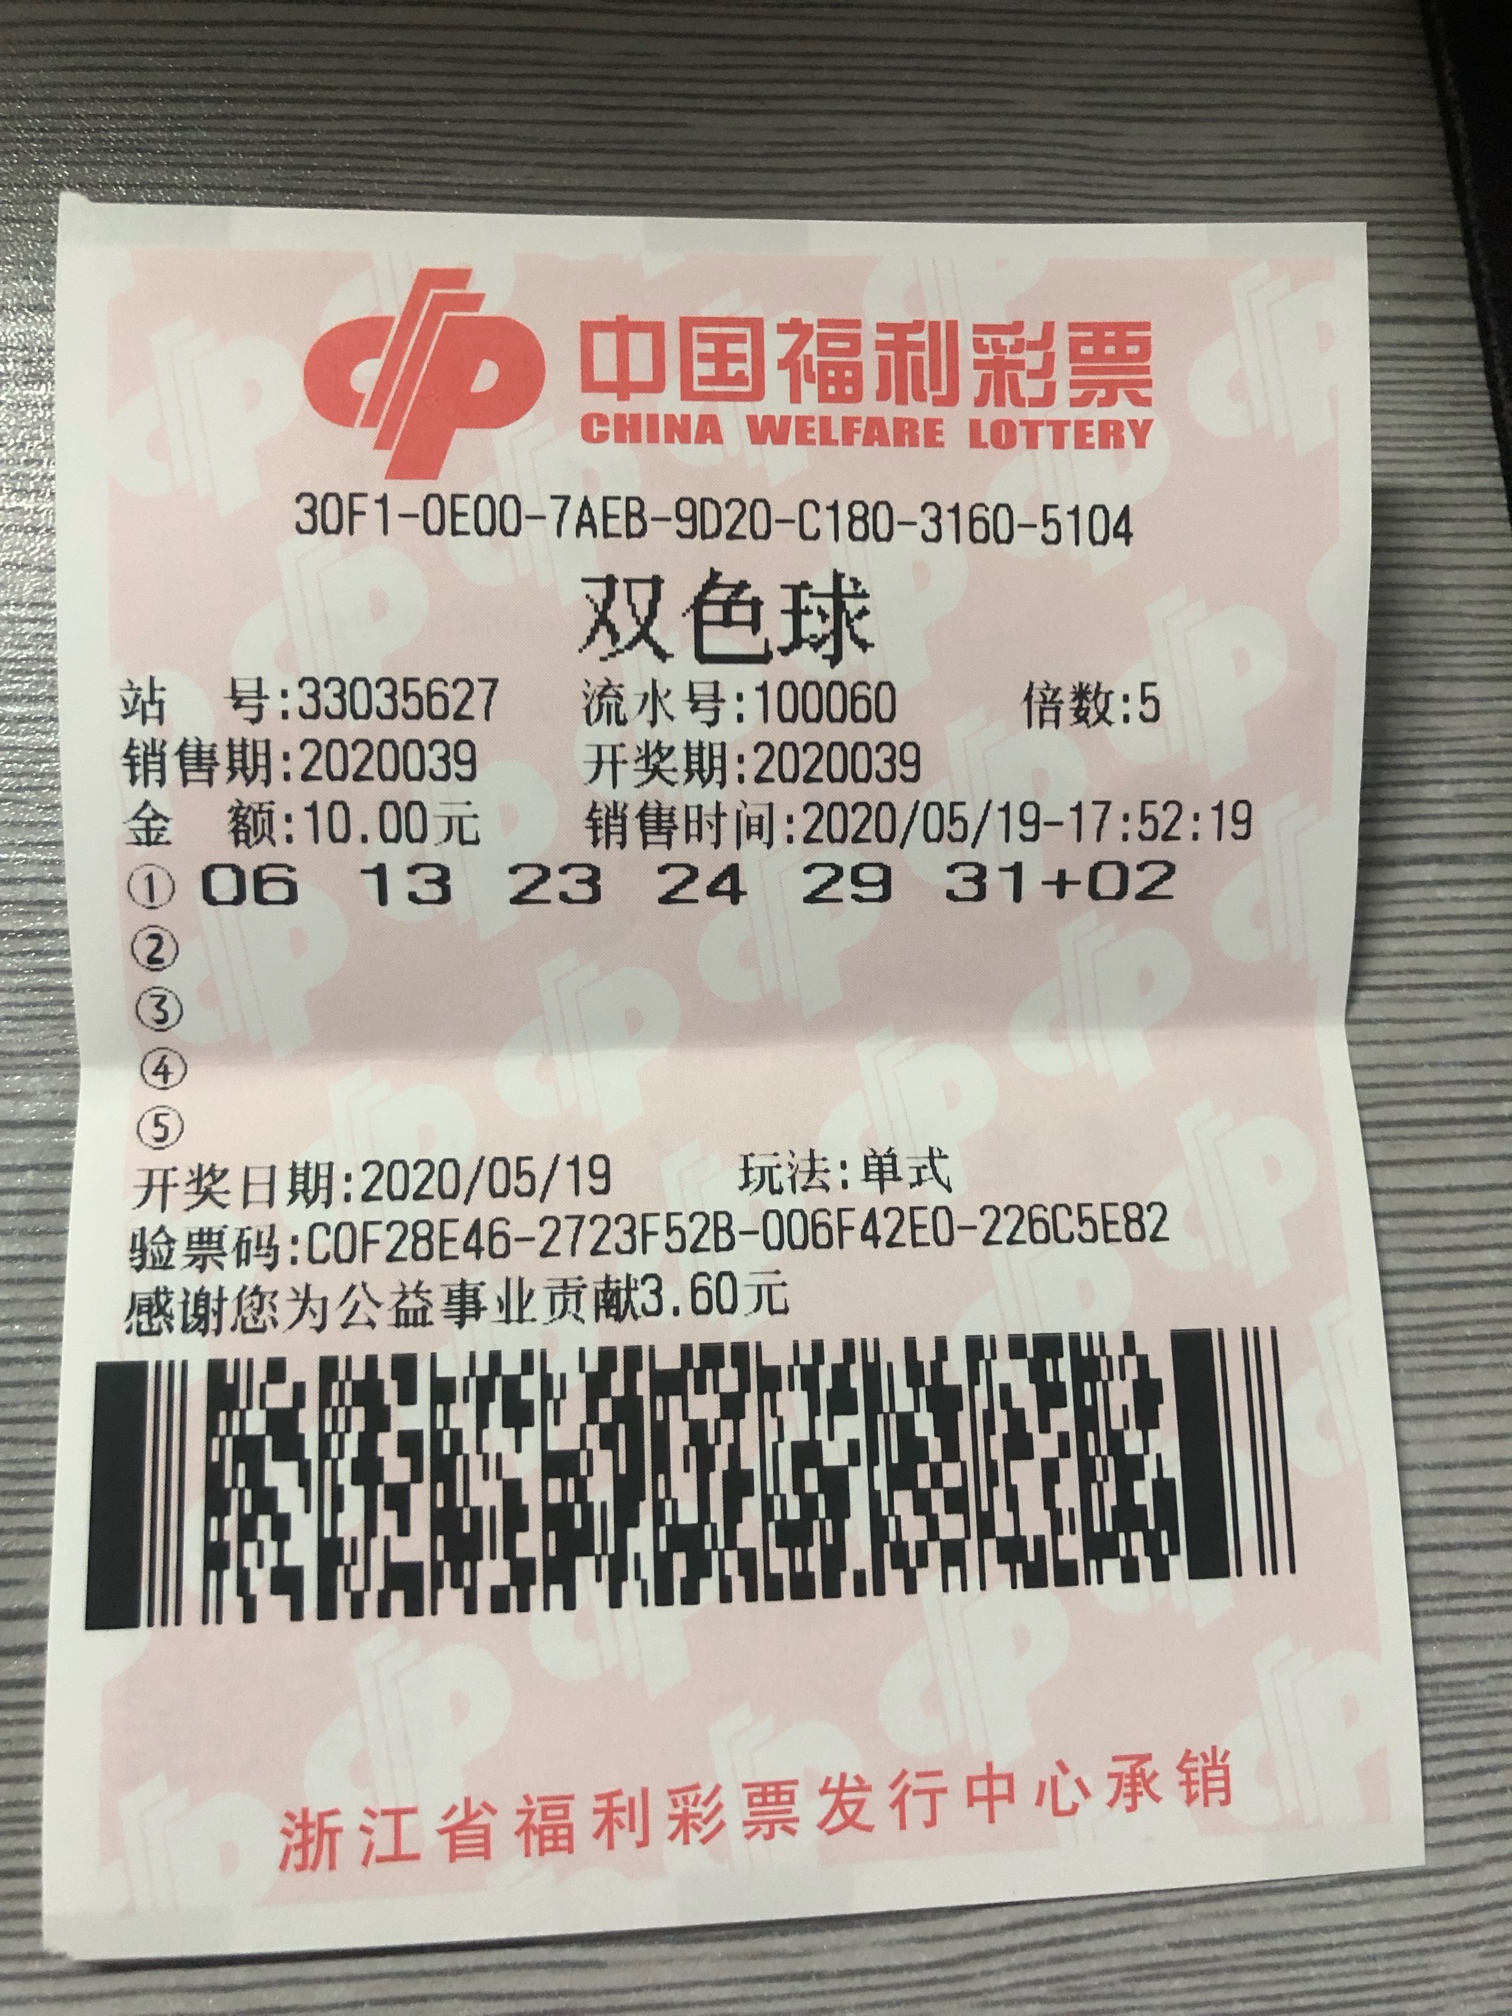 中国福利彩票
CHINA WELFARE LOTTERY
30F1-0E00-7AEB-9D20-C180-3160-5104
双色球
站 号:33035627 流水号:100060 倍数:5
销售期:2020039 开奖期:2020039
金 额:10.00元 销售时间:2020/05/19-17:52:19
① 06 13 23 24 29 31+02
②
③
④
⑤
开奖日期:2020/05/19 玩法:单式
验票码:C0F28E46-2723F52B-006F42E0-226C5E82
感谢您为公益事业贡献3.60元
浙江省福利彩票发行中心承销